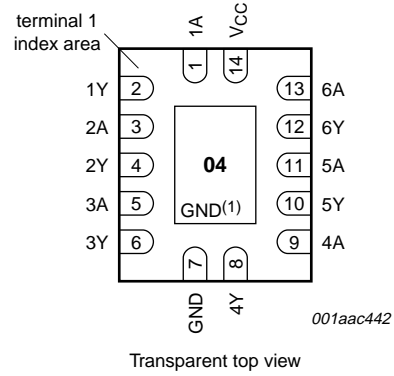 terminal 1
index area
1A
VCC
1
14
1Y 2
13 6A
2A 3
12 6Y
2Y 4
04
11 5A
3A 5
GND(1)
10 5Y
3Y 6
9 4A
7
8
GND
4Y
001aac442
Transparent top view